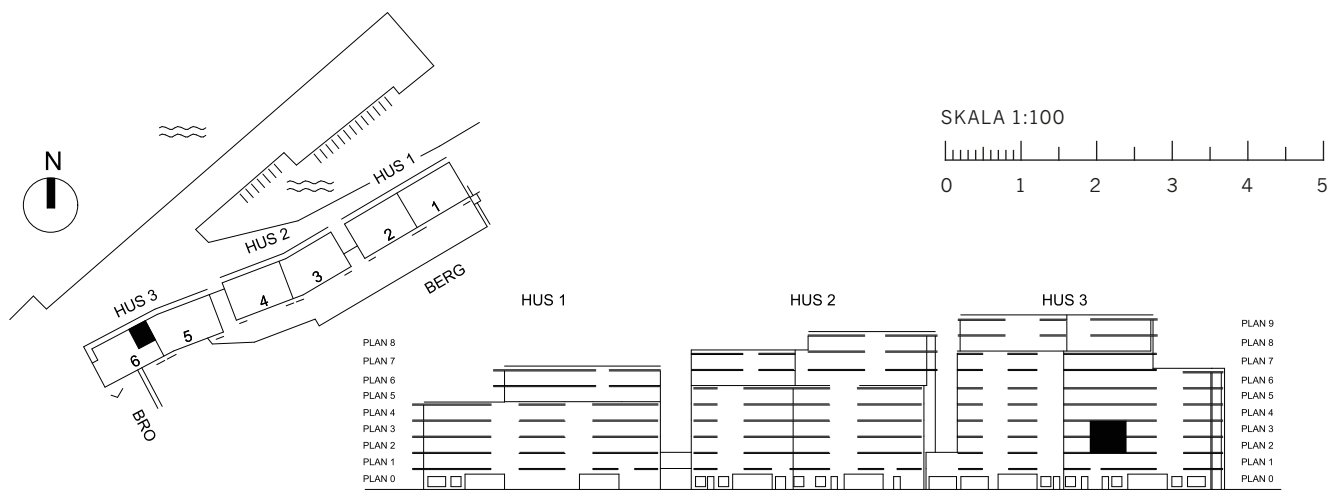 SKALA 1:100
0 1 2 3 4 5
N
HUS 1
1
2
HUS 2
3
4
BERG
HUS 3
5
6
BRO
HUS 1 HUS 2 HUS 3
PLAN 8
PLAN 7
PLAN 6
PLAN 5
PLAN 4
PLAN 3
PLAN 2
PLAN 1
PLAN 0
PLAN 9
PLAN 8
PLAN 7
PLAN 6
PLAN 5
PLAN 4
PLAN 3
PLAN 2
PLAN 1
PLAN 0